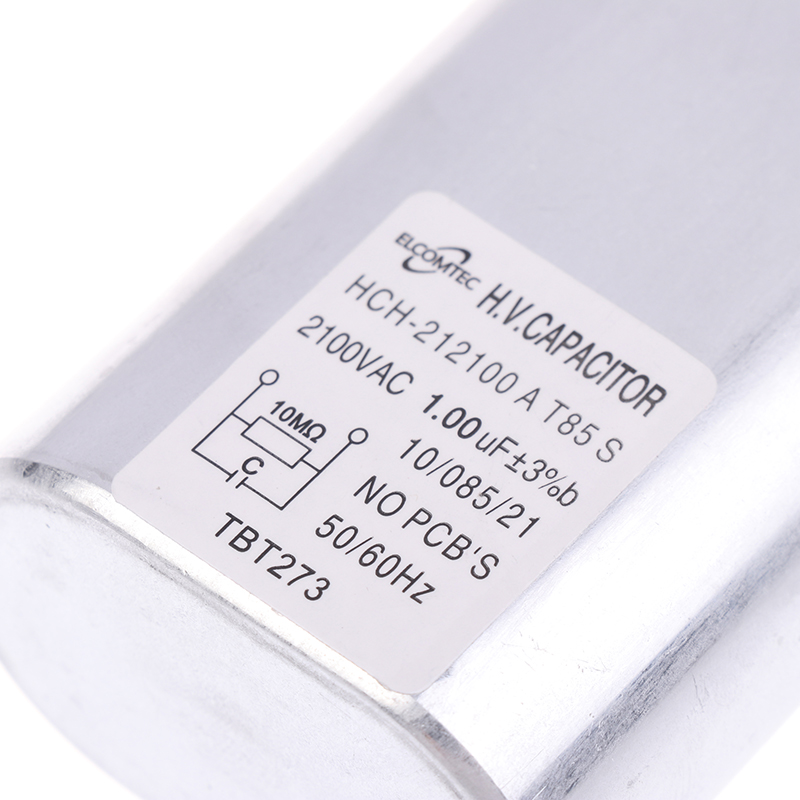 ELCOMTEC
H.V.CAPACITOR
HCH-212100 A T85 S
2100VAC 1.00uF±3%b
10MΩ
10/085/21
C
NO PCB'S
50/60Hz
TBT273